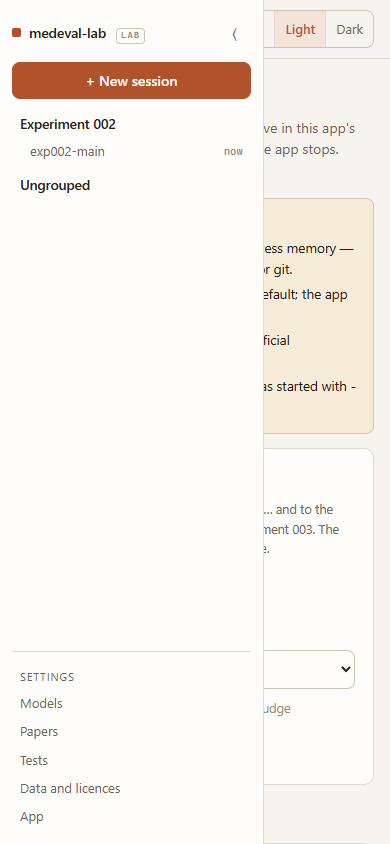 medeval-lab LAB ⟨
+ New session
Experiment 002
exp002-main now
Ungrouped
SETTINGS
Models
Papers
Tests
Data and licences
App
Light Dark
ve in this app's
e app stops.
ess memory —
or git.
efault; the app
ficial
as started with -
... and to the
ment 003. The
e.
udge